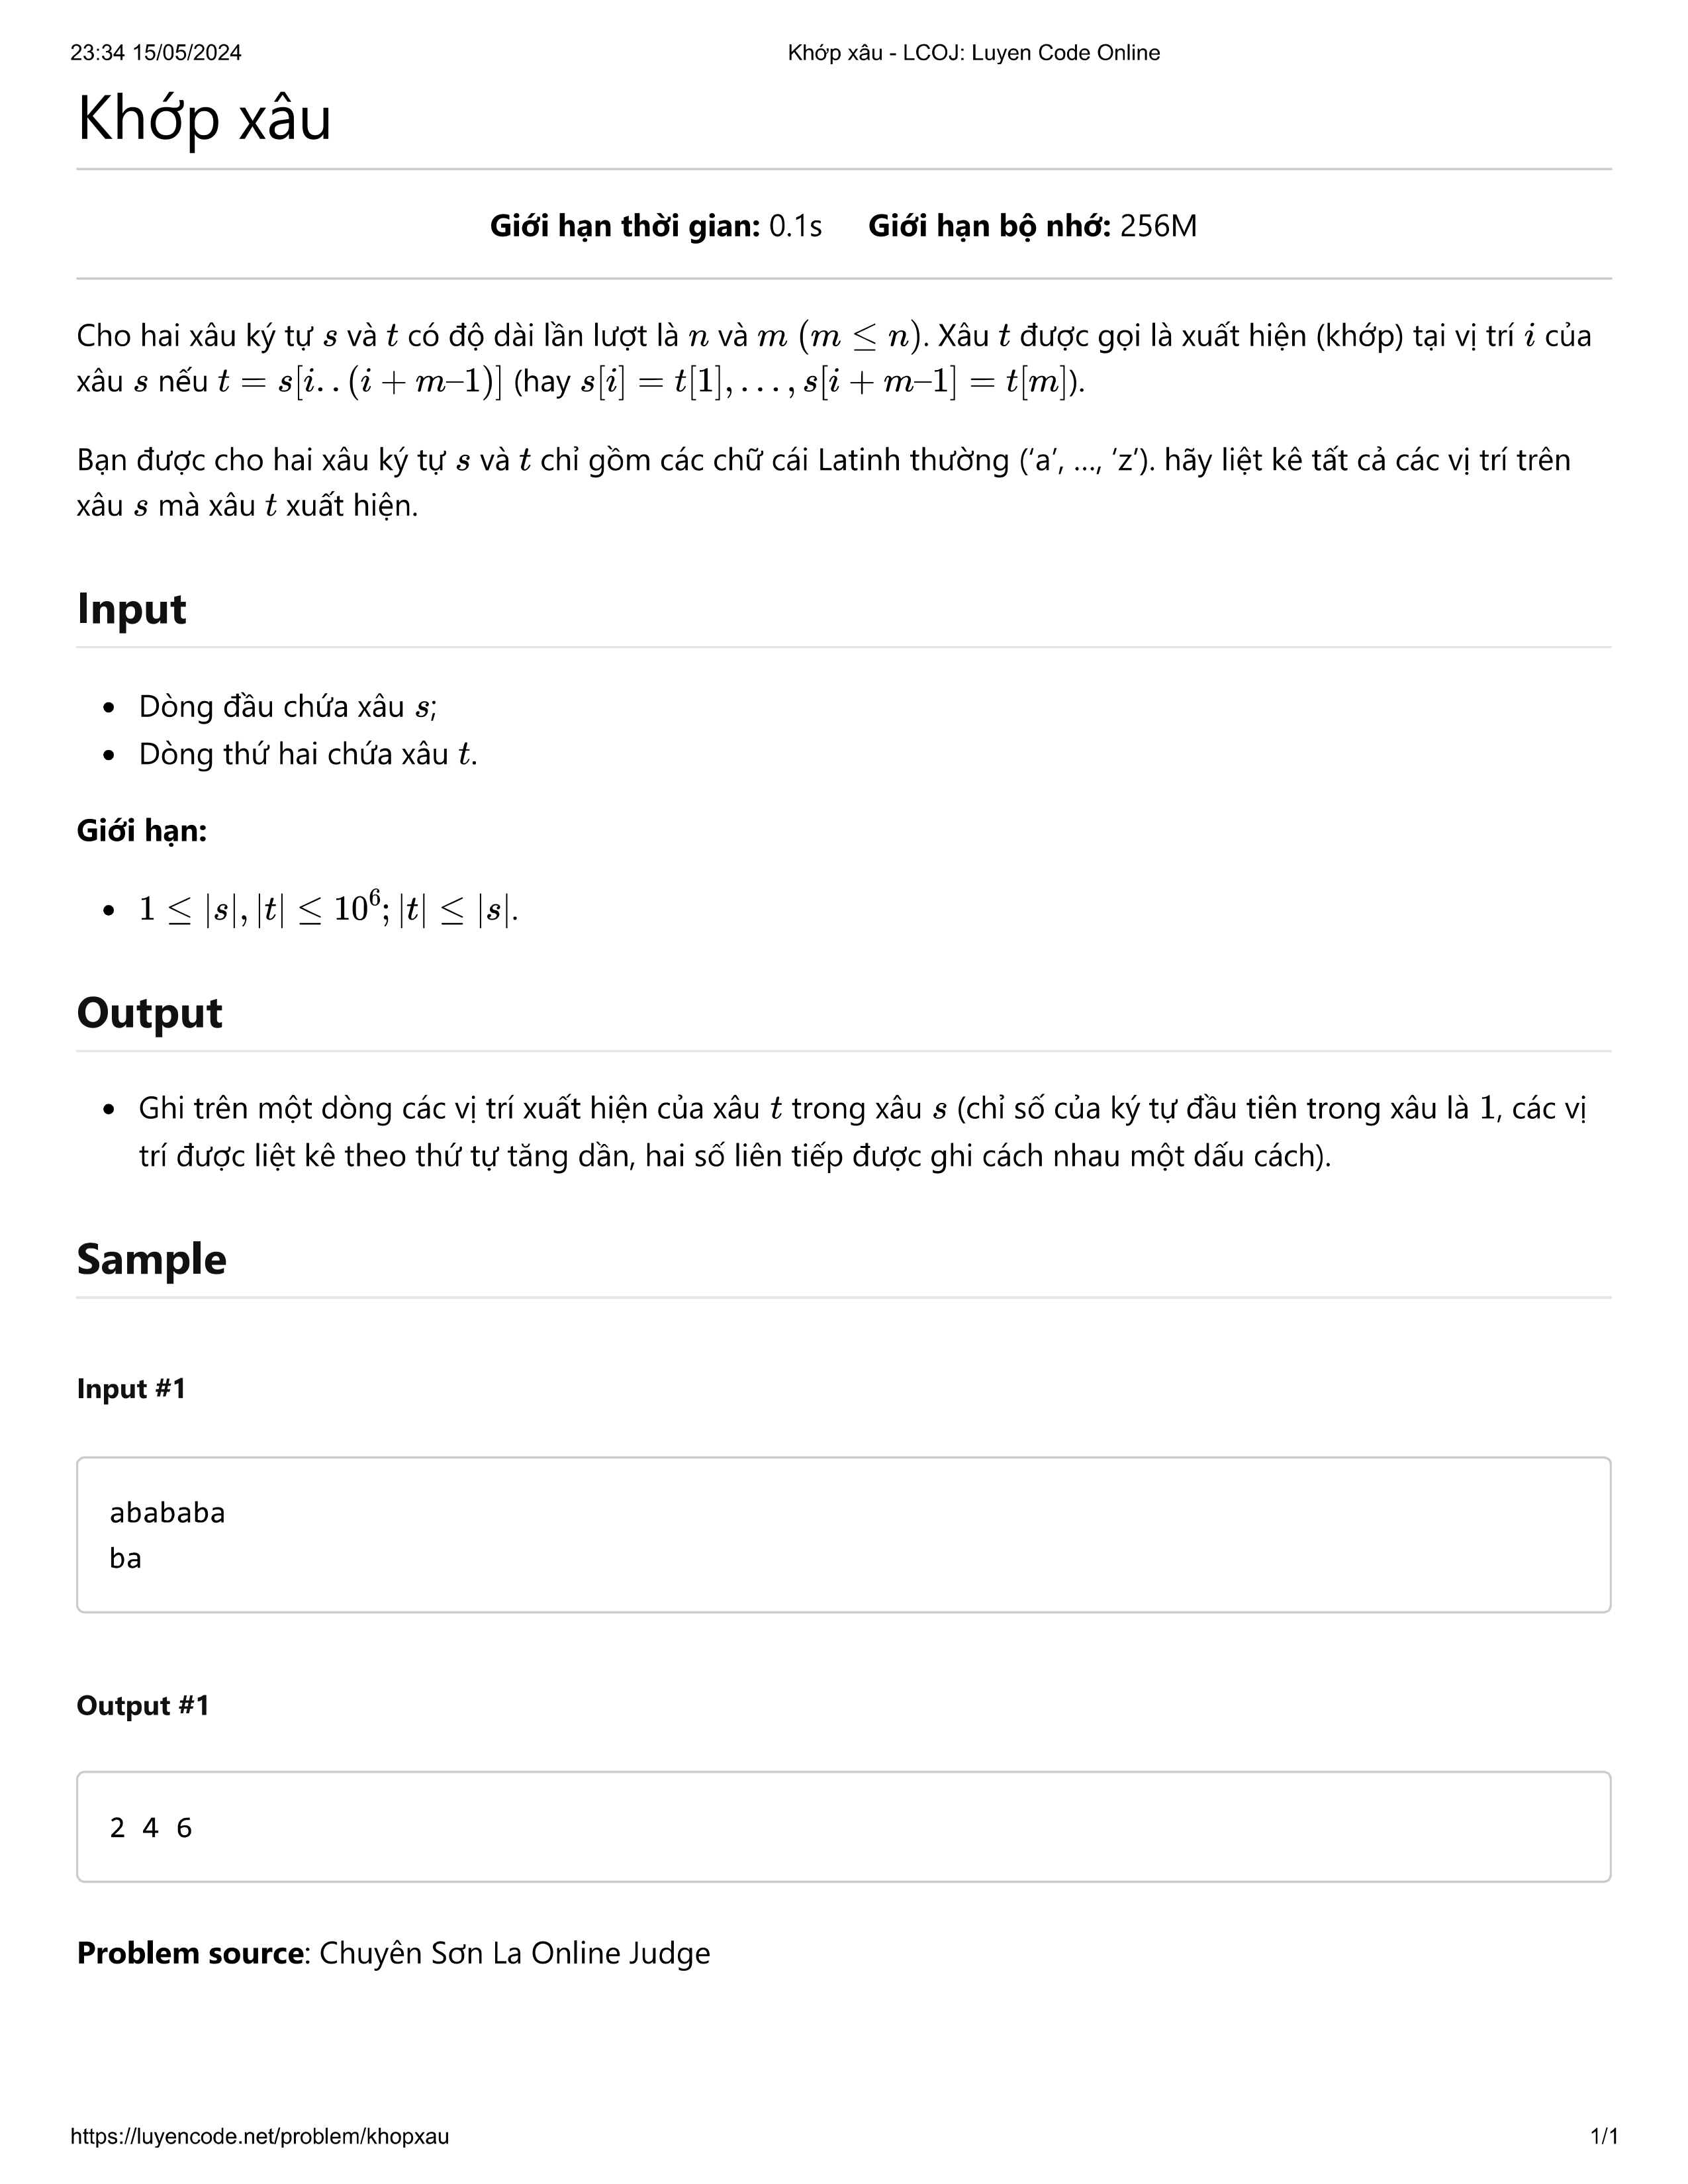 23:34 15/05/2024 Khớp xâu - LCOJ: Luyen Code Online
Khớp xâu
Giới hạn thời gian: 0.1s Giới hạn bộ nhớ: 256M
Cho hai xâu ký tự s và t có độ dài lần lượt là n và m (m ≤ n). Xâu t được gọi là xuất hiện (khớp) tại vị trí i của
xâu s nếu t = s[i. . (i + m–1)] (hay s[i] = t[1], . . . , s[i + m–1] = t[m]).
Bạn được cho hai xâu ký tự s và t chỉ gồm các chữ cái Latinh thường (‘a’, ..., ‘z’). hãy liệt kê tất cả các vị trí trên
xâu s mà xâu t xuất hiện.
Input
• Dòng đầu chứa xâu s;
• Dòng thứ hai chứa xâu t.
Giới hạn:
• 1 ≤ |s|, |t| ≤ 10⁶; |t| ≤ |s|.
Output
• Ghi trên một dòng các vị trí xuất hiện của xâu t trong xâu s (chỉ số của ký tự đầu tiên trong xâu là 1, các vị
trí được liệt kê theo thứ tự tăng dần, hai số liên tiếp được ghi cách nhau một dấu cách).
Sample
Input #1
abababa
ba
Output #1
2 4 6
Problem source: Chuyên Sơn La Online Judge
https://luyencode.net/problem/khopxau 1/1